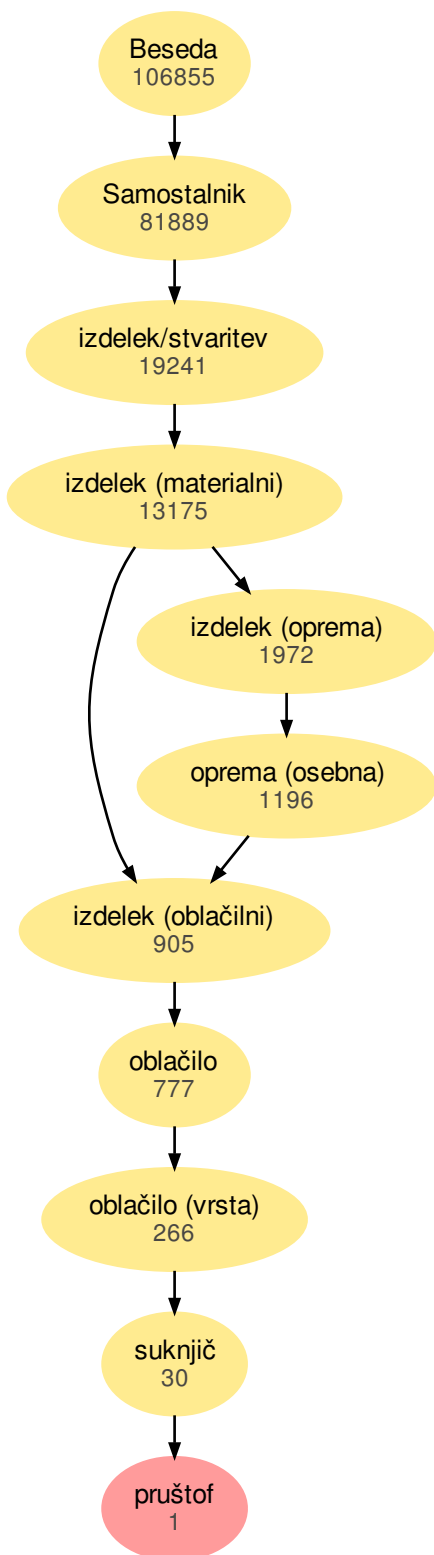 Beseda
106855
Samostalnik
81889
izdelek/stvaritev
19241
izdelek (materialni)
13175
izdelek (oprema)
1972
oprema (osebna)
1196
izdelek (oblačilni)
905
oblačilo
777
oblačilo (vrsta)
266
suknjič
30
pruštof
1